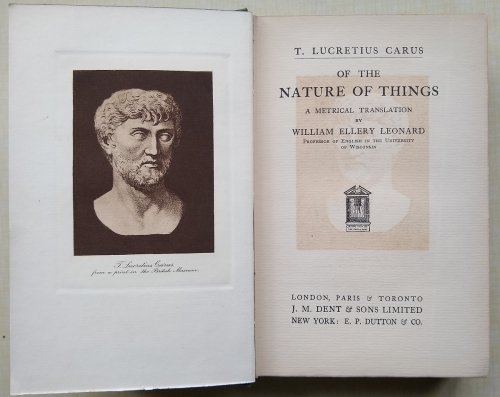 T. Lucretius Carus,
from a print in the British Museum.
T. LUCRETIUS CARUS
OF THE
NATURE OF THINGS
A METRICAL TRANSLATION
BY
WILLIAM ELLERY LEONARD
PROFESSOR OF ENGLISH IN THE UNIVERSITY
OF WISCONSIN
LONDON, PARIS & TORONTO
J. M. DENT & SONS LIMITED
NEW YORK: E. P. DUTTON & CO.